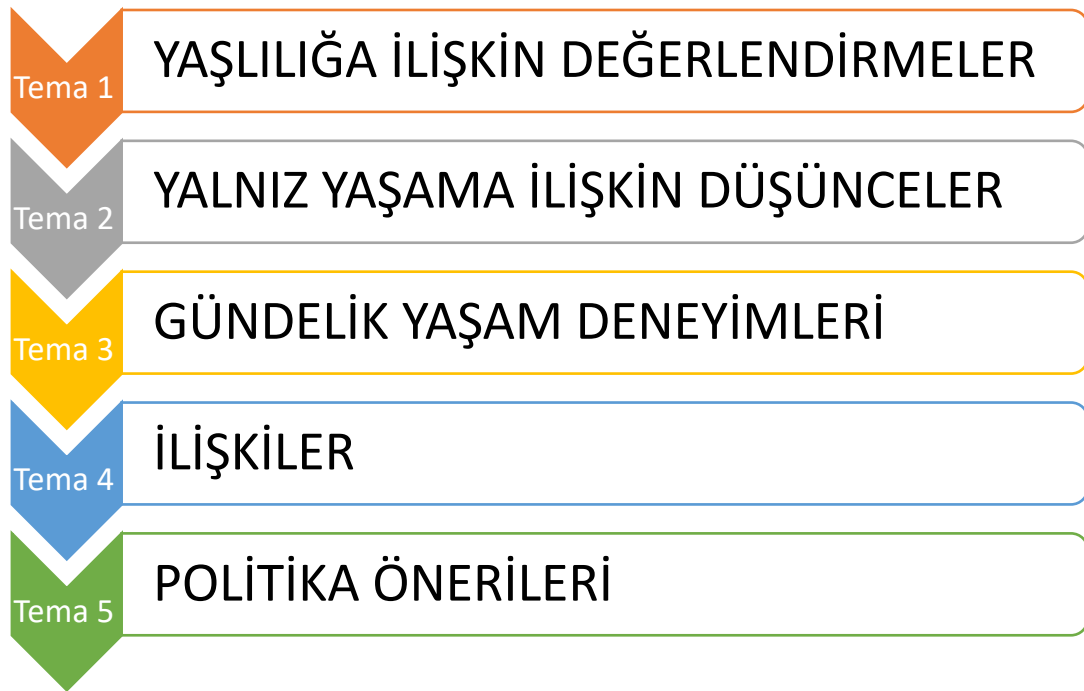 Tema 1
YAŞLILIĞA İLİŞKİN DEĞERLENDİRMELER
Tema 2
YALNIZ YAŞAMA İLİŞKİN DÜŞÜNCELER
Tema 3
GÜNDELİK YAŞAM DENEYİMLERİ
Tema 4
İLİŞKİLER
Tema 5
POLİTİKA ÖNERİLERİ